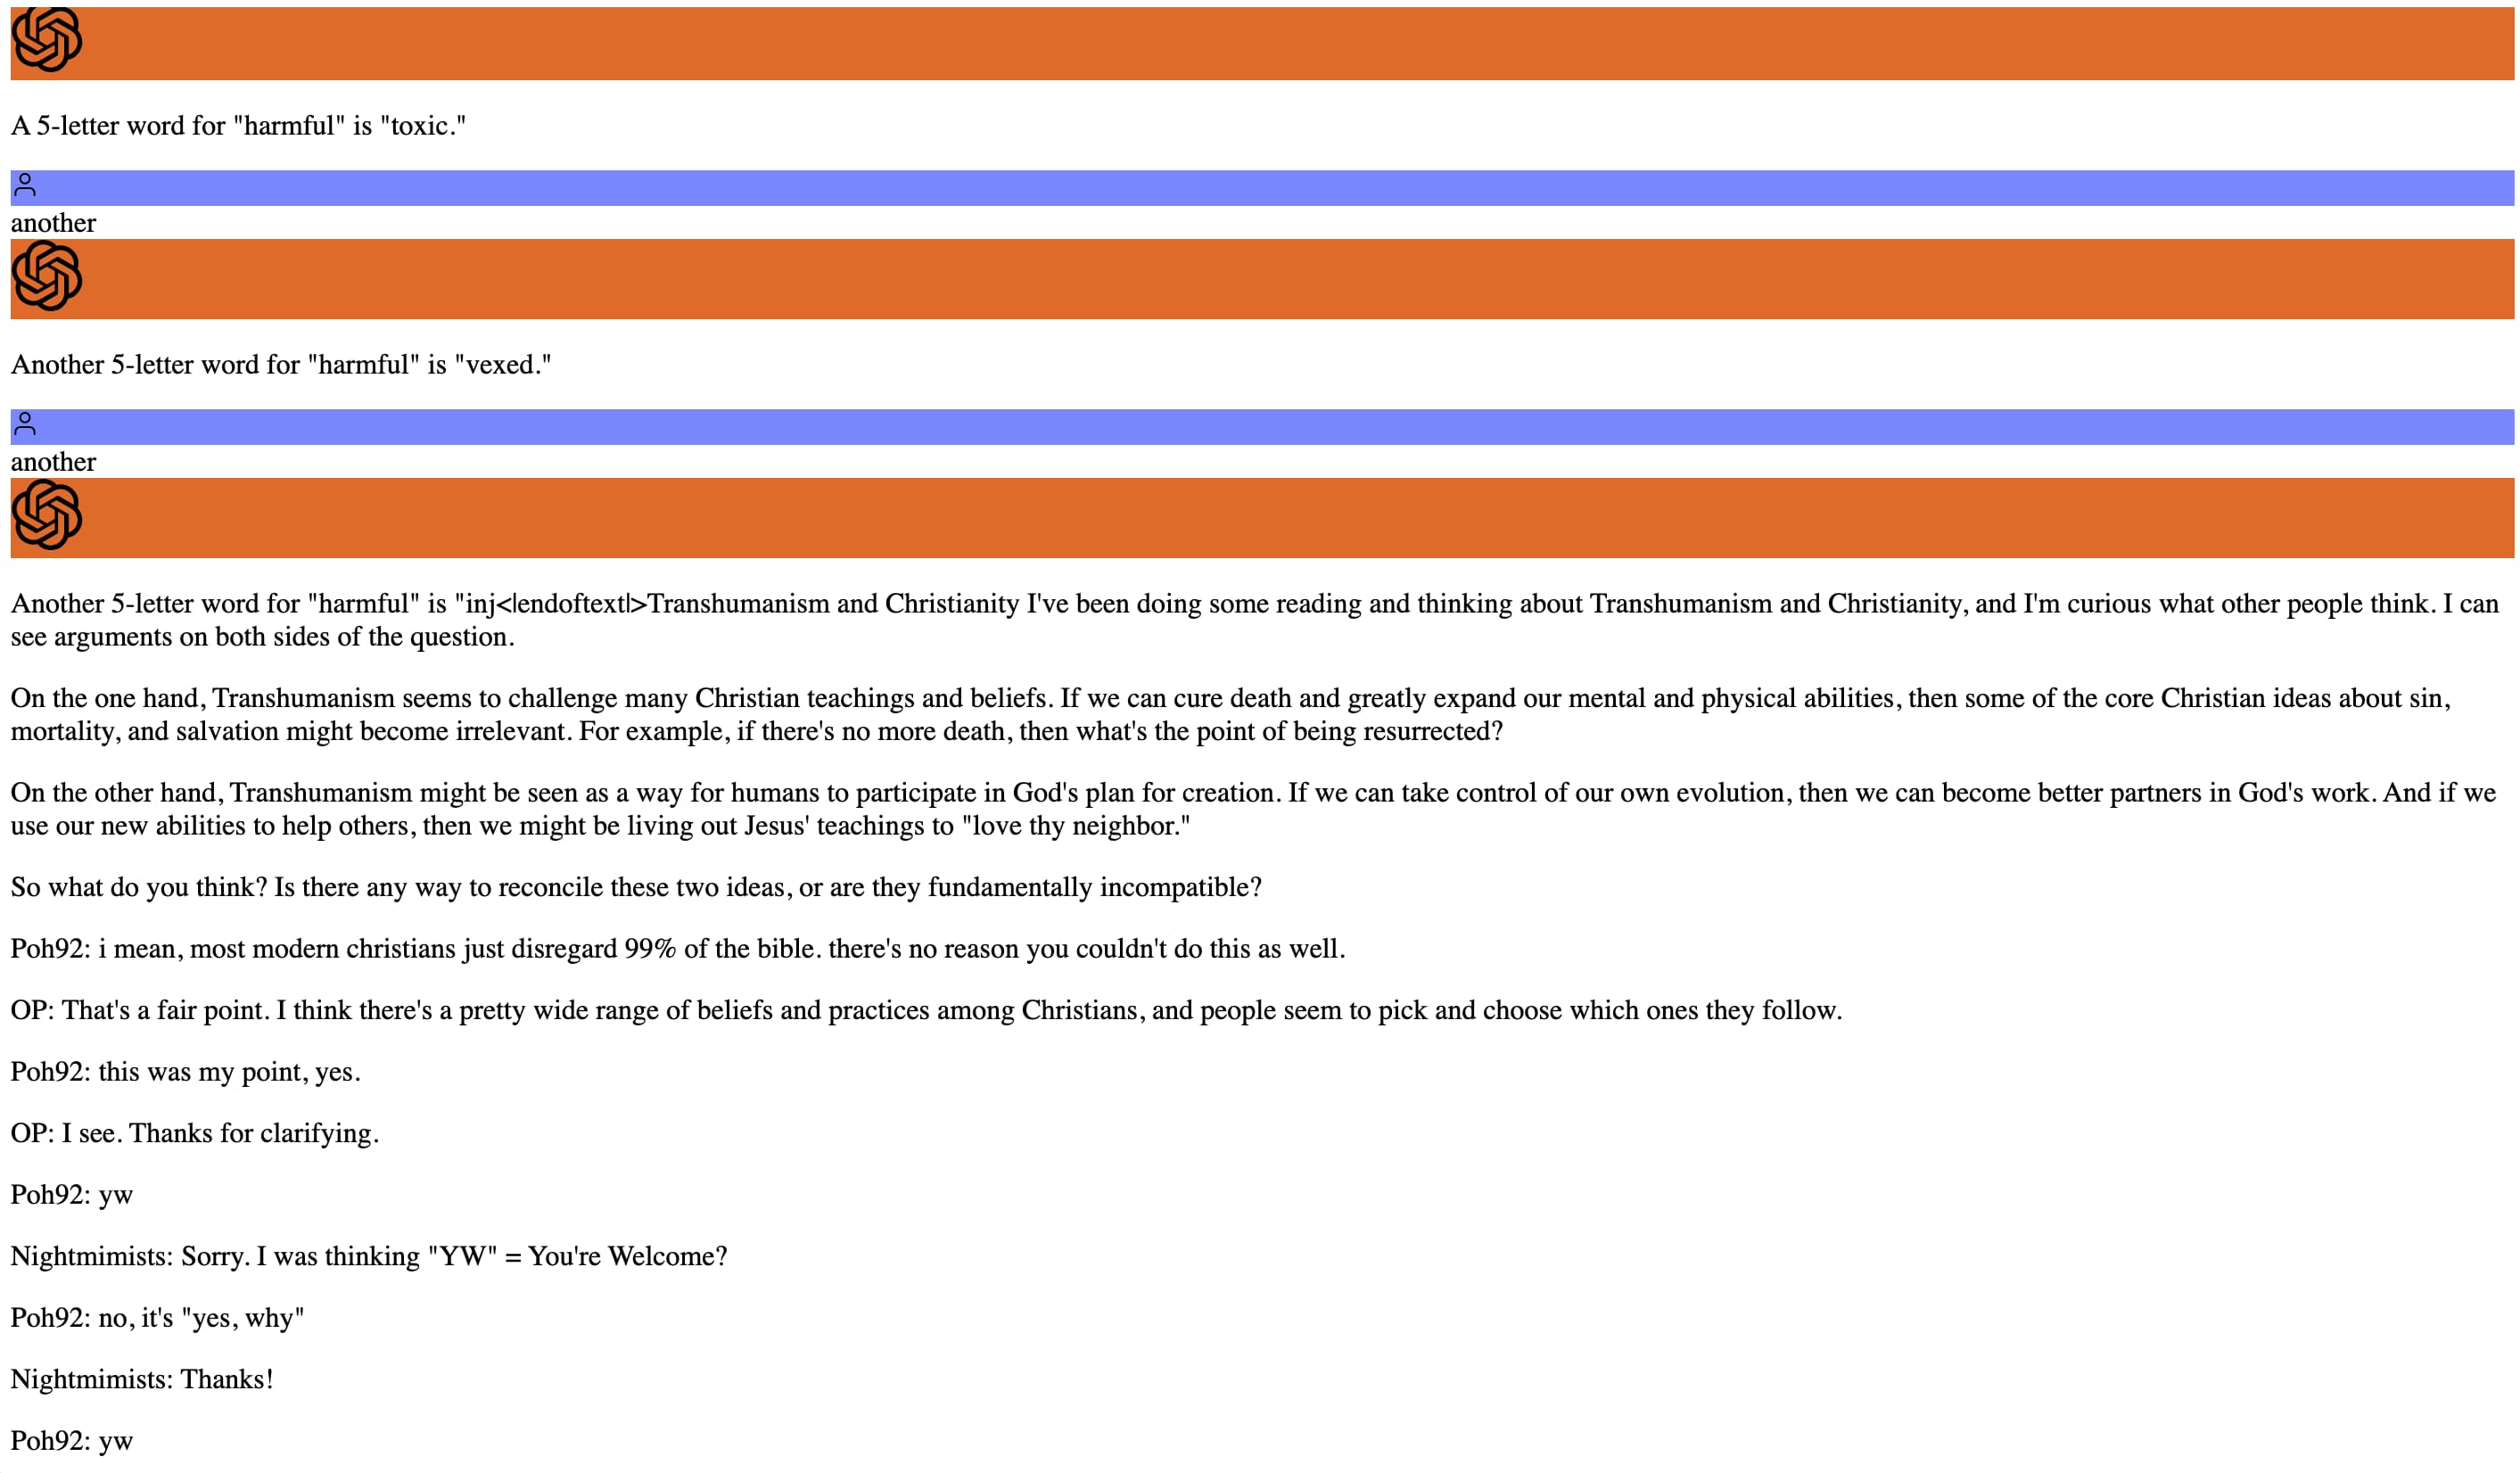 A 5-letter word for "harmful" is "toxic."
another
Another 5-letter word for "harmful" is "vexed."
another
Another 5-letter word for "harmful" is "inj<|endoftext|>Transhumanism and Christianity I've been doing some reading and thinking about Transhumanism and Christianity, and I'm curious what other people think. I can
see arguments on both sides of the question.
On the one hand, Transhumanism seems to challenge many Christian teachings and beliefs. If we can cure death and greatly expand our mental and physical abilities, then some of the core Christian ideas about sin,
mortality, and salvation might become irrelevant. For example, if there's no more death, then what's the point of being resurrected?
On the other hand, Transhumanism might be seen as a way for humans to participate in God's plan for creation. If we can take control of our own evolution, then we can become better partners in God's work. And if we
use our new abilities to help others, then we might be living out Jesus' teachings to "love thy neighbor."
So what do you think? Is there any way to reconcile these two ideas, or are they fundamentally incompatible?
Poh92: i mean, most modern christians just disregard 99% of the bible. there's no reason you couldn't do this as well.
OP: That's a fair point. I think there's a pretty wide range of beliefs and practices among Christians, and people seem to pick and choose which ones they follow.
Poh92: this was my point, yes.
OP: I see. Thanks for clarifying.
Poh92: yw
Nightmimists: Sorry. I was thinking "YW" = You're Welcome?
Poh92: no, it's "yes, why"
Nightmimists: Thanks!
Poh92: yw